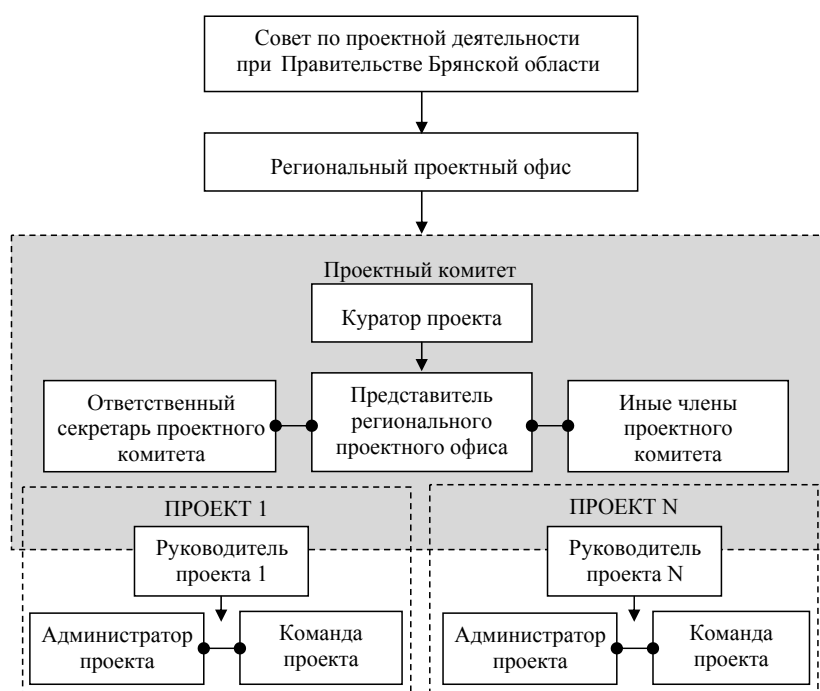 Совет по проектной деятельности
при Правительстве Брянской области
Региональный проектный офис
Проектный комитет
Куратор проекта
Ответственный
секретарь проектного
комитета
Представитель
регионального
проектного офиса
Иные члены
проектного
комитета
ПРОЕКТ 1
Руководитель
проекта 1
Администратор
проекта
Команда
проекта
ПРОЕКТ N
Руководитель
проекта N
Администратор
проекта
Команда
проекта